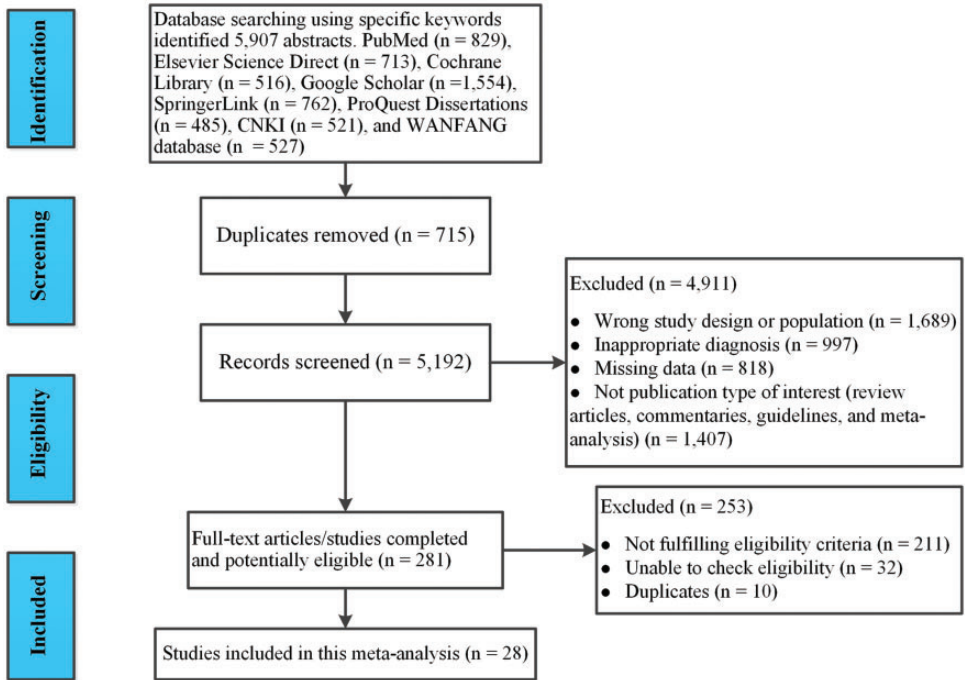 Identification
Database searching using specific keywords
identified 5,907 abstracts. PubMed (n = 829),
Elsevier Science Direct (n = 713), Cochrane
Library (n = 516), Google Scholar (n =1,554),
SpringerLink (n = 762), ProQuest Dissertations
(n = 485), CNKI (n = 521), and WANFANG
database (n = 527)
Screening
Duplicates removed (n = 715)
Records screened (n = 5,192)
Excluded (n = 4,911)
● Wrong study design or population (n = 1,689)
● Inappropriate diagnosis (n = 997)
● Missing data (n = 818)
● Not publication type of interest (review
articles, commentaries, guidelines, and meta-
analysis) (n = 1,407)
Eligibility
Full-text articles/studies completed
and potentially eligible (n = 281)
Excluded (n = 253)
● Not fulfilling eligibility criteria (n = 211)
● Unable to check eligibility (n = 32)
● Duplicates (n = 10)
Included
Studies included in this meta-analysis (n = 28)